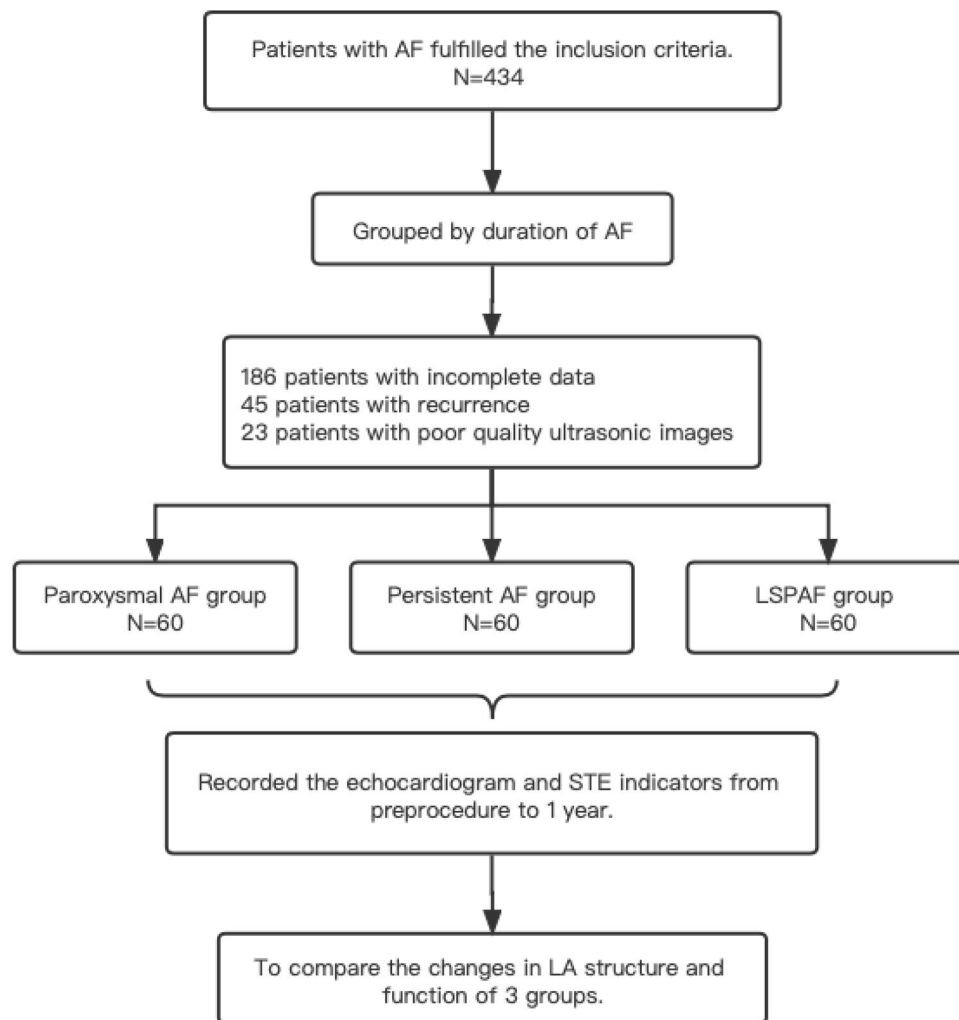 Patients with AF fulfilled the inclusion criteria.
N=434
Grouped by duration of AF
186 patients with incomplete data
45 patients with recurrence
23 patients with poor quality ultrasonic images
Paroxysmal AF group
N=60
Persistent AF group
N=60
LSPAF group
N=60
Recorded the echocardiogram and STE indicators from
preprocedure to 1 year.
To compare the changes in LA structure and
function of 3 groups.